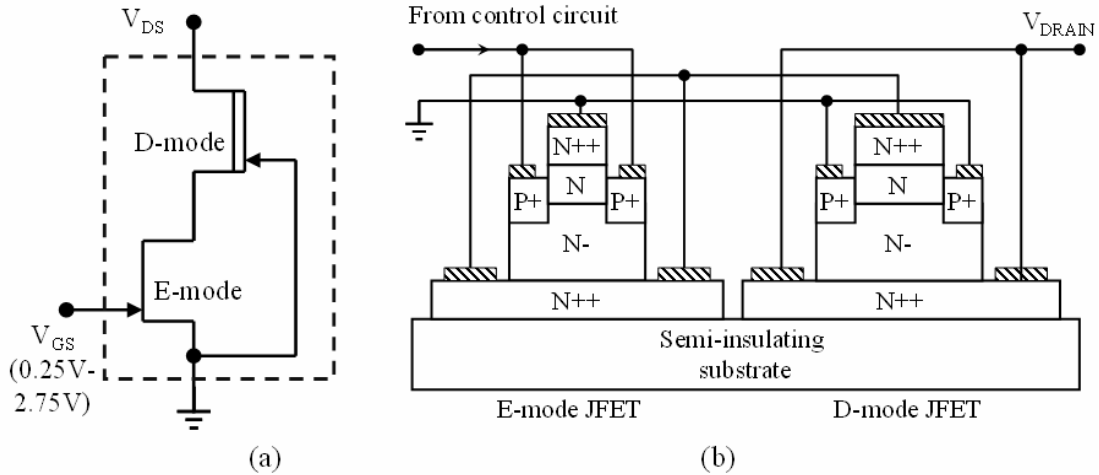 V_DS
D-mode
E-mode
V_GS
(0.25V-
2.75V)
(a)
From control circuit
V_DRAIN
N++
N++
N
N
P+
P+
P+
P+
N-
N-
N++
N++
Semi-insulating
substrate
E-mode JFET
D-mode JFET
(b)